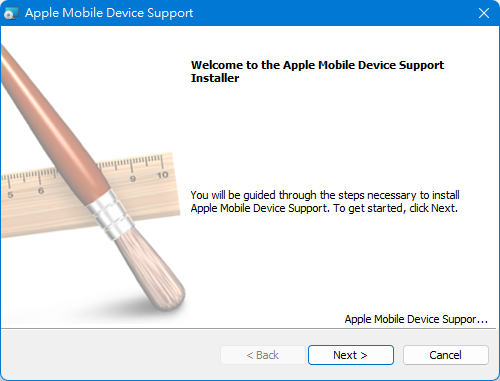 Apple Mobile Device Support
Welcome to the Apple Mobile Device Support
Installer
5
6
9
10
You will be guided through the steps necessary to install
Apple Mobile Device Support. To get started, click Next.
Apple Mobile Device Suppor...
< Back
Next >
Cancel